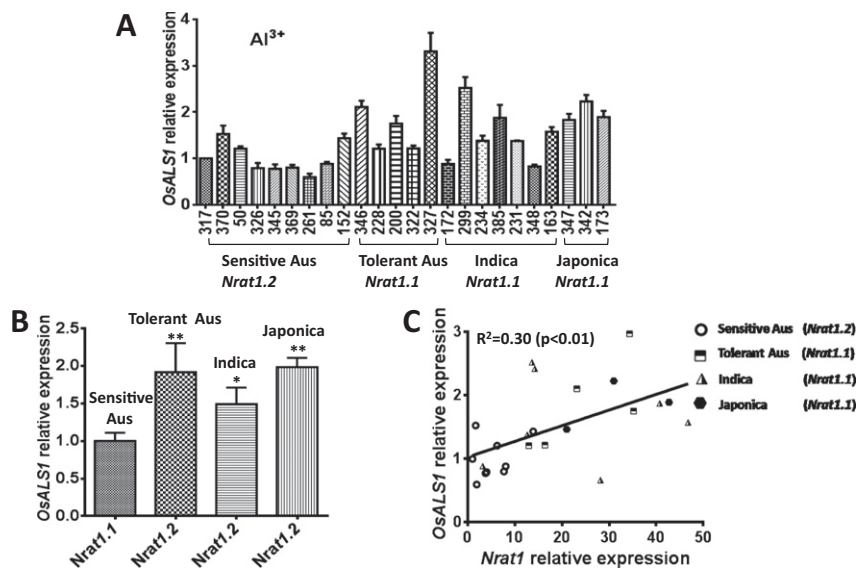 A
Al³⁺
OsALS1 relative expression
4
3
2
1
0
317 370 50 326 345 369 261 85 152 346 228 200 322 327 172 299 234 385 231 348 163 347 342 173
Sensitive Aus Tolerant Aus Indica Japonica
Nrat1.2 Nrat1.1 Nrat1.1 Nrat1.1
B
OsALS1 relative expression
2.5
2.0
1.5
1.0
0.5
0.0
Sensitive
Aus
Tolerant Aus
**
Indica
*
Japonica
**
Nrat1.1 Nrat1.2 Nrat1.2 Nrat1.2
C
OsALS1 relative expression
3
2
1
0
R²=0.30 (p<0.01)
0 10 20 30 40 50
Nrat1 relative expression
Sensitive Aus (Nrat1.2)
Tolerant Aus (Nrat1.1)
Indica (Nrat1.1)
Japonica (Nrat1.1)